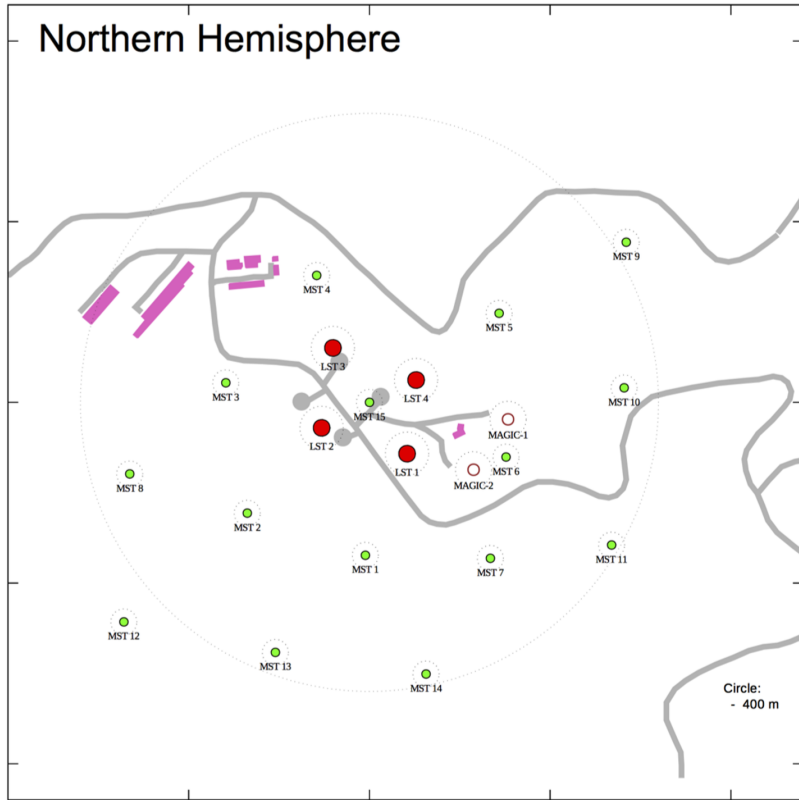 Northern Hemisphere
MST 9
MST 4
MST 5
LST 3
LST 4
MST 3
MST 10
MST 15
MAGIC-1
LST 2
LST 1
MST 6
MAGIC-2
MST 8
MST 2
MST 11
MST 1
MST 7
MST 12
MST 13
MST 14
Circle:
- 400 m